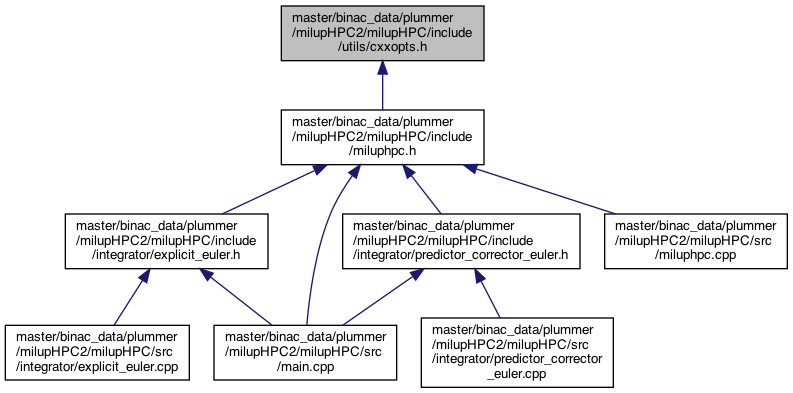 master/binac_data/plummer
/milupHPC2/milupHPC/include
/utils/cxxopts.h
master/binac_data/plummer
/milupHPC2/milupHPC/include
/miluphpc.h
master/binac_data/plummer
/milupHPC2/milupHPC/include
/integrator/explicit_euler.h
master/binac_data/plummer
/milupHPC2/milupHPC/include
integrator/predictor_corrector_euler.h
master/binac_data/plummer
/milupHPC2/milupHPC/src
/miluphpc.cpp
master/binac_data/plummer
/milupHPC2/milupHPC/src
/integrator/explicit_euler.cpp
master/binac_data/plummer
/milupHPC2/milupHPC/src
/main.cpp
master/binac_data/plummer
/milupHPC2/milupHPC/src
/integrator/predictor_corrector
_euler.cpp